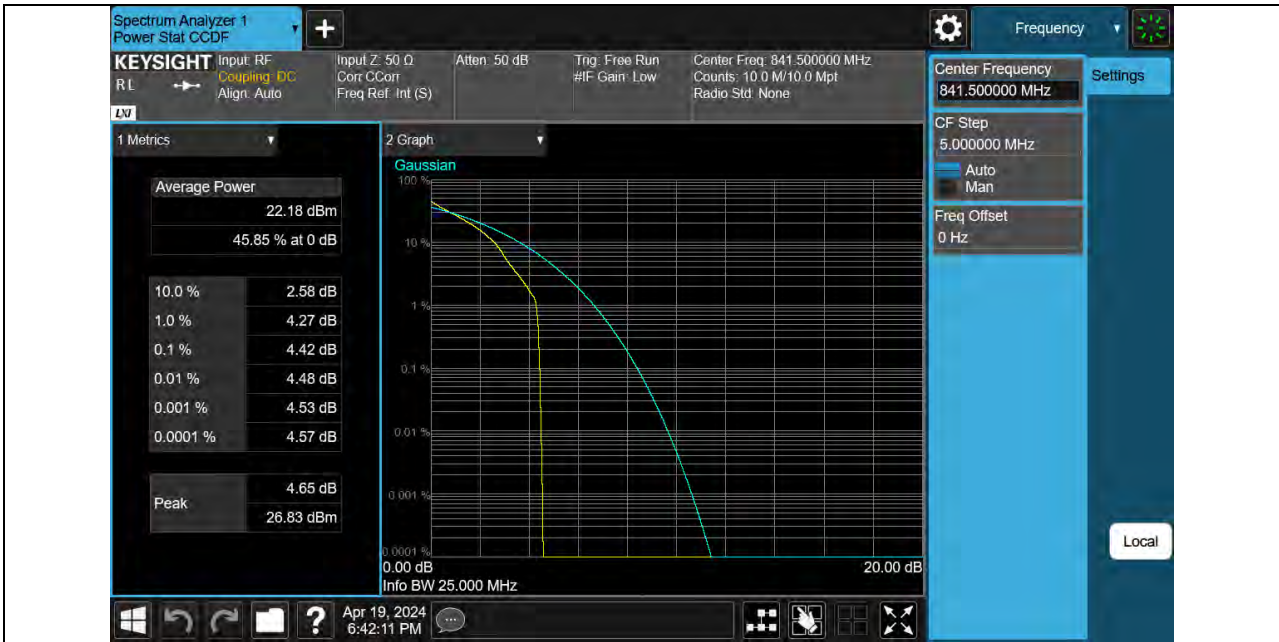 Spectrum Analyzer 1
Power Stat CCDF
Frequency
KEYSIGHT
RL
LXI
Input: RF
Coupling: DC
Align: Auto
Input Z: 50 Ω
Corr CCorr
Freq Ref: Int (S)
Atten: 50 dB
Trig: Free Run
#IF Gain: Low
Center Freq: 841.500000 MHz
Counts: 10.0 M/10.0 Mpt
Radio Std: None
Center Frequency
841.500000 MHz
Settings
CF Step
5.000000 MHz
Auto
Man
Freq Offset
0 Hz
Local
1 Metrics
Average Power
22.18 dBm
45.85 % at 0 dB
10.0 % 2.58 dB
1.0 % 4.27 dB
0.1 % 4.42 dB
0.01 % 4.48 dB
0.001 % 4.53 dB
0.0001 % 4.57 dB
Peak
4.65 dB
26.83 dBm
2 Graph
Gaussian
100 %
10 %
1 %
0.1 %
0.01 %
0.001 %
0.0001 %
0.00 dB 20.00 dB
Info BW 25.000 MHz
?
Apr 19, 2024
6:42:11 PM